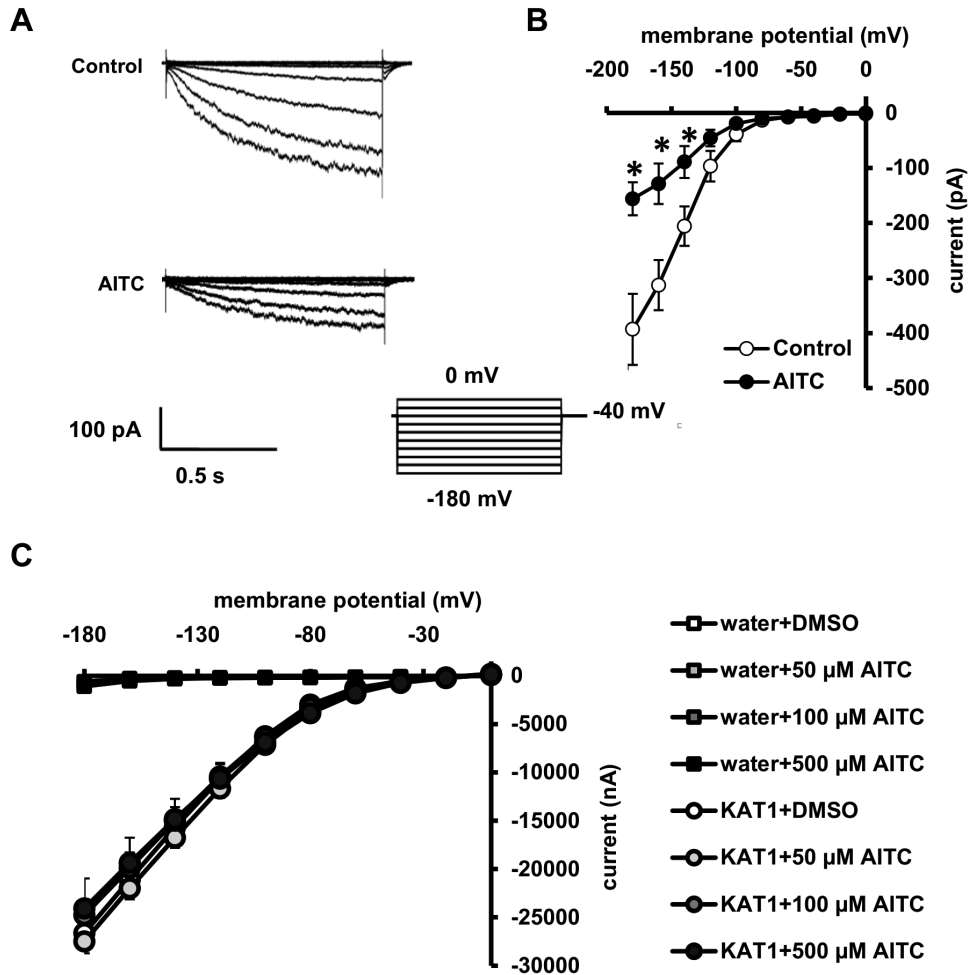 A
Control
AITC
100 pA
0.5 s
0 mV
-40 mV
-180 mV
B
membrane potential (mV)
-200 -150 -100 -50 0
0
-100
-200
-300
-400
-500
current (pA)
* * *
Control
AITC
C
membrane potential (mV)
-180 -130 -80 -30
0
-5000
-10000
-15000
-20000
-25000
-30000
current (nA)
water+DMSO
water+50 µM AITC
water+100 µM AITC
water+500 µM AITC
KAT1+DMSO
KAT1+50 µM AITC
KAT1+100 µM AITC
KAT1+500 µM AITC